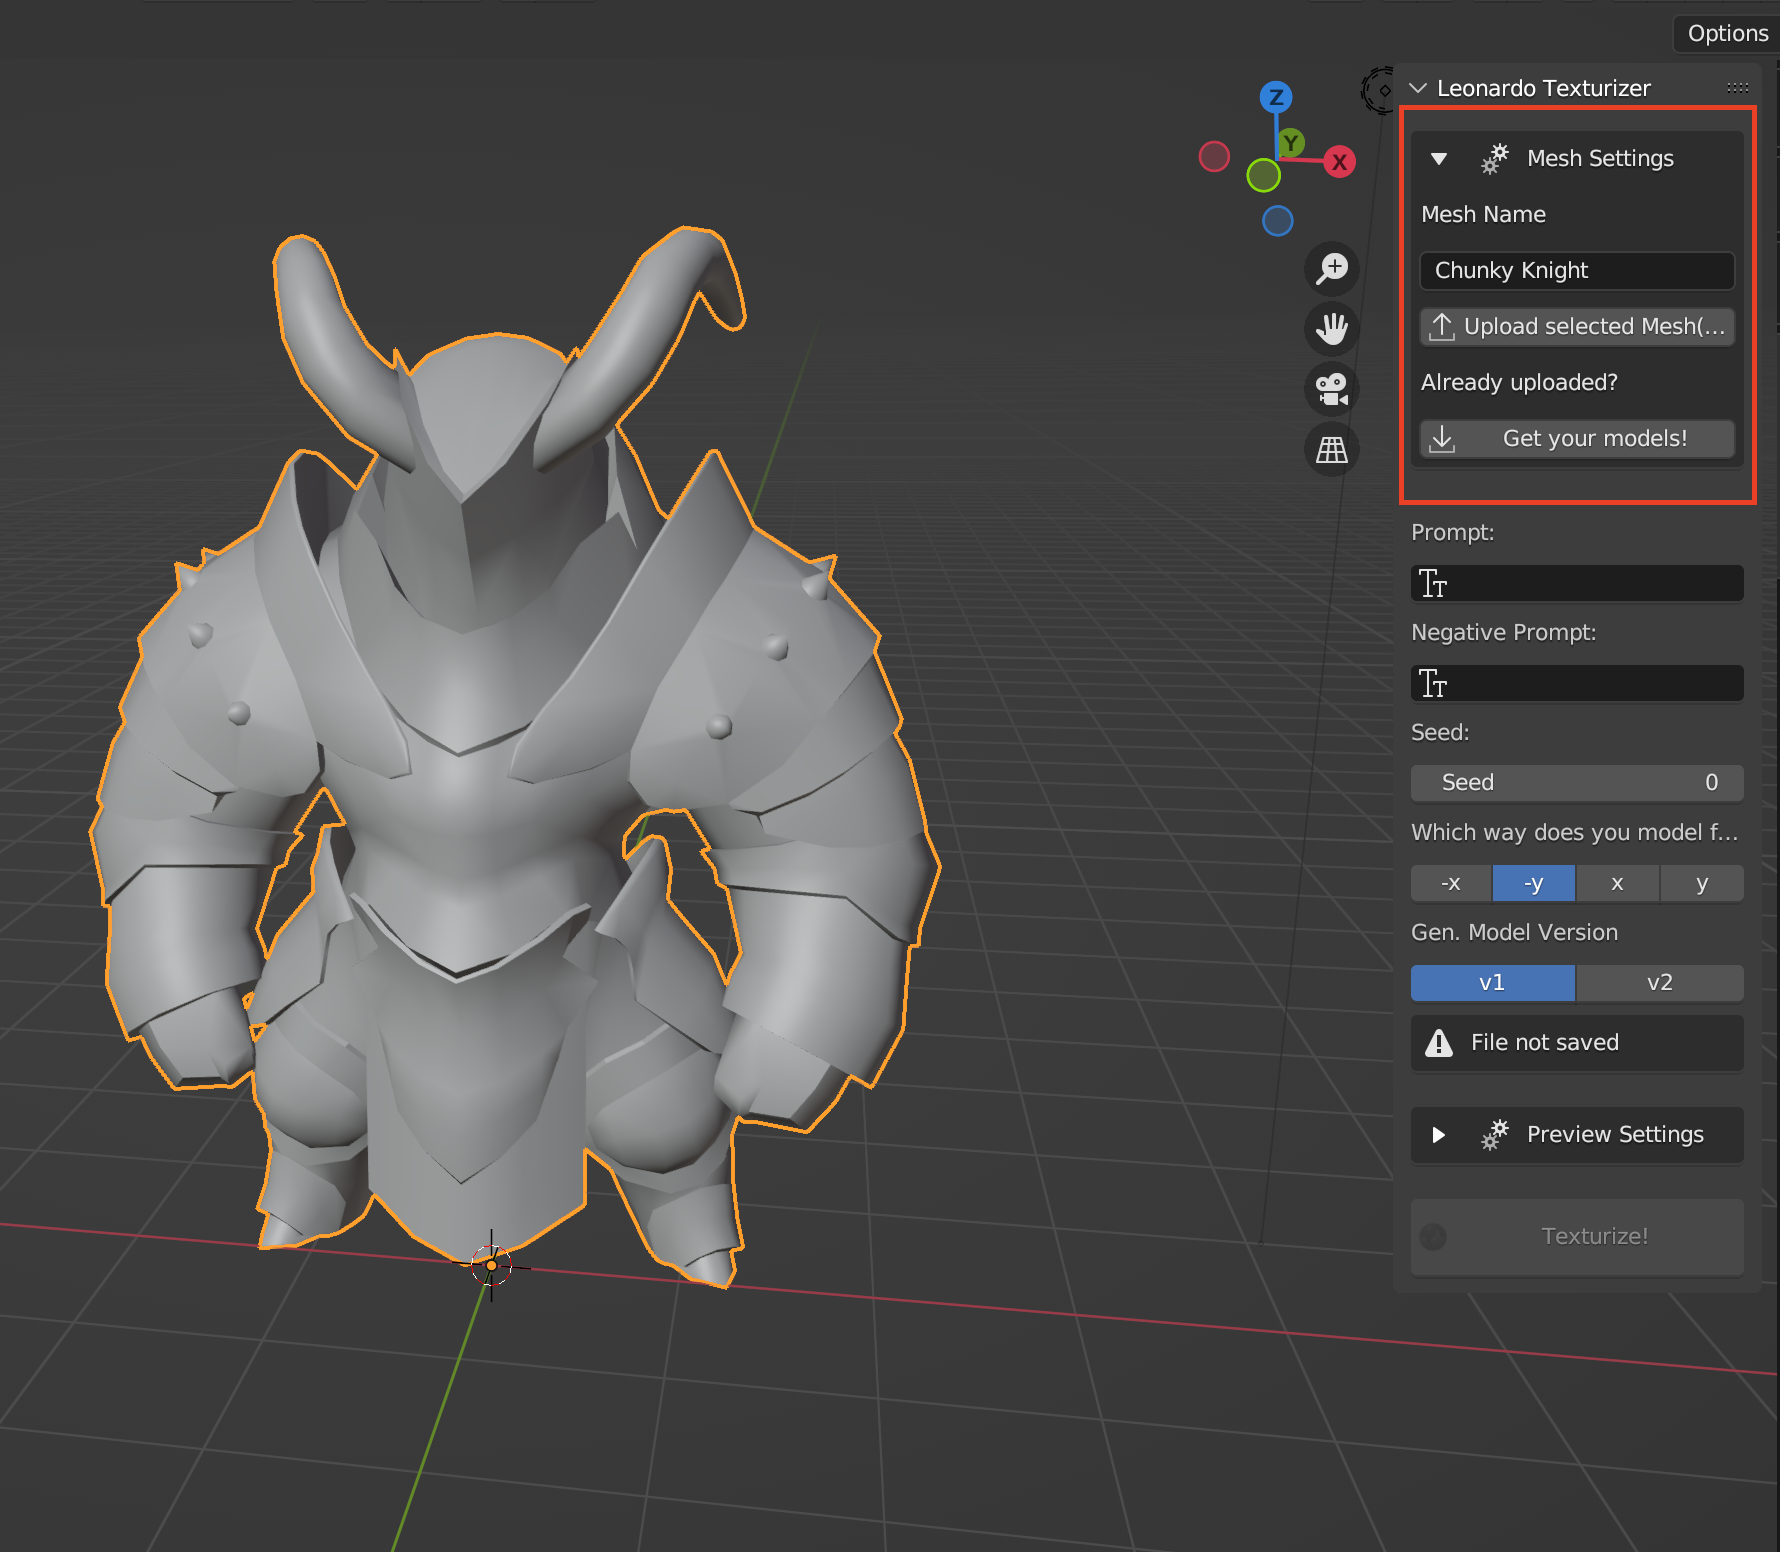 Options
Leonardo Texturizer
Z
Y
X
Mesh Settings
Mesh Name
Chunky Knight
Upload selected Mesh(...
Already uploaded?
Get your models!
Prompt:
Negative Prompt:
Seed:
Seed 0
Which way does you model f...
-x -y x y
Gen. Model Version
v1 v2
File not saved
Preview Settings
Texturize!